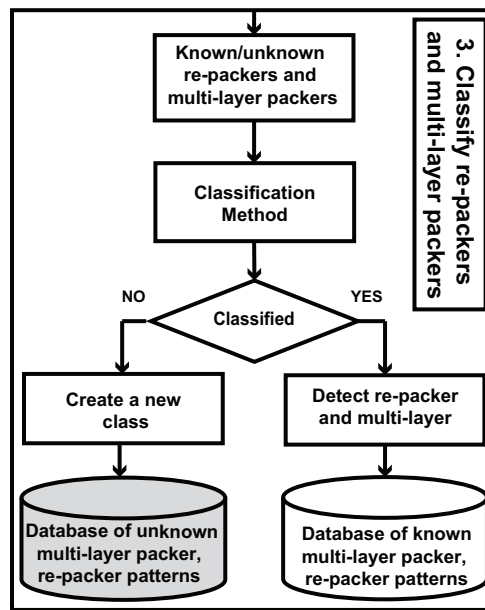 Known/unknown
re-packers and
multi-layer packers
3. Classify re-packers
and multi-layer packers
Classification
Method
NO
YES
Classified
Create a new
class
Detect re-packer
and multi-layer
Database of unknown
multi-layer packer,
re-packer patterns
Database of known
multi-layer packer,
re-packer patterns